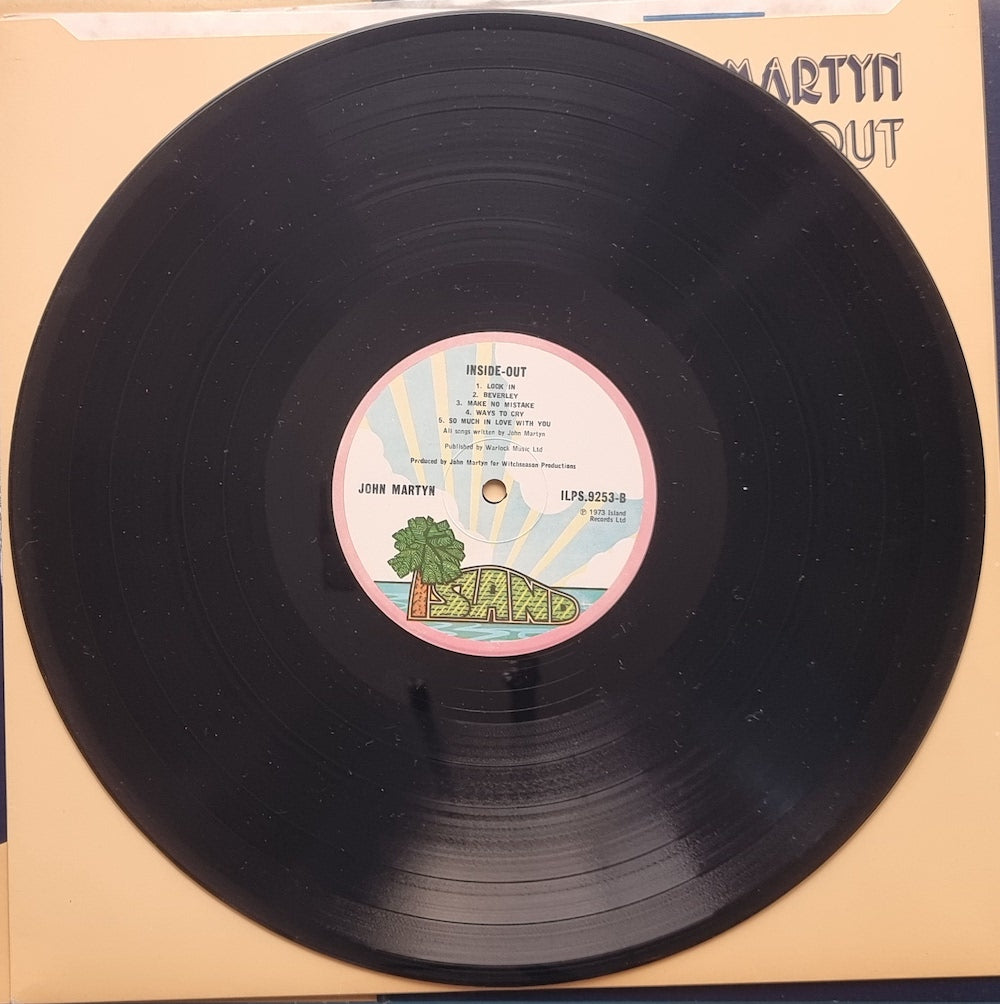 MARTYN
OUT
INSIDE-OUT
1. LOOK IN
2. BEVERLEY
3. MAKE NO MISTAKE
4. WAYS TO CRY
5. SO MUCH IN LOVE WITH YOU
All songs written by John Martyn
Published by Warlock Music Ltd
Produced by John Martyn for Witchseason Productions
JOHN MARTYN
ILPS.9253-B
℗ 1973 Island
Records Ltd
ISLAND